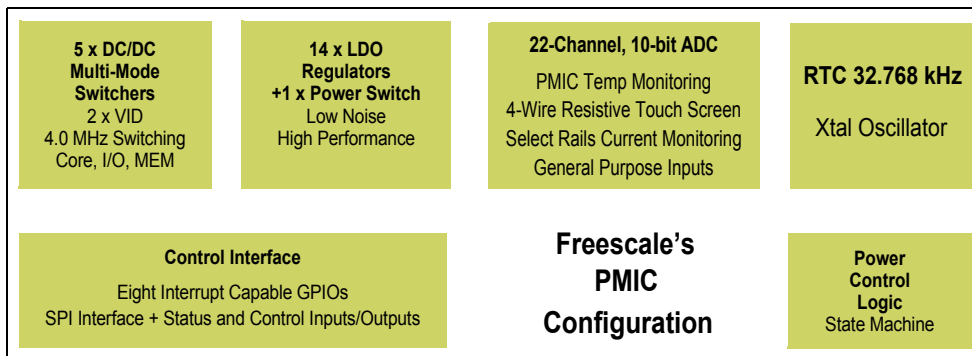 5 x DC/DC
Multi-Mode
Switchers
2 x VID
4.0 MHz Switching
Core, I/O, MEM
14 x LDO
Regulators
+1 x Power Switch
Low Noise
High Performance
22-Channel, 10-bit ADC
PMIC Temp Monitoring
4-Wire Resistive Touch Screen
Select Rails Current Monitoring
General Purpose Inputs
RTC 32.768 kHz
Xtal Oscillator
Control Interface
Eight Interrupt Capable GPIOs
SPI Interface + Status and Control Inputs/Outputs
Freescale's
PMIC
Configuration
Power
Control
Logic
State Machine